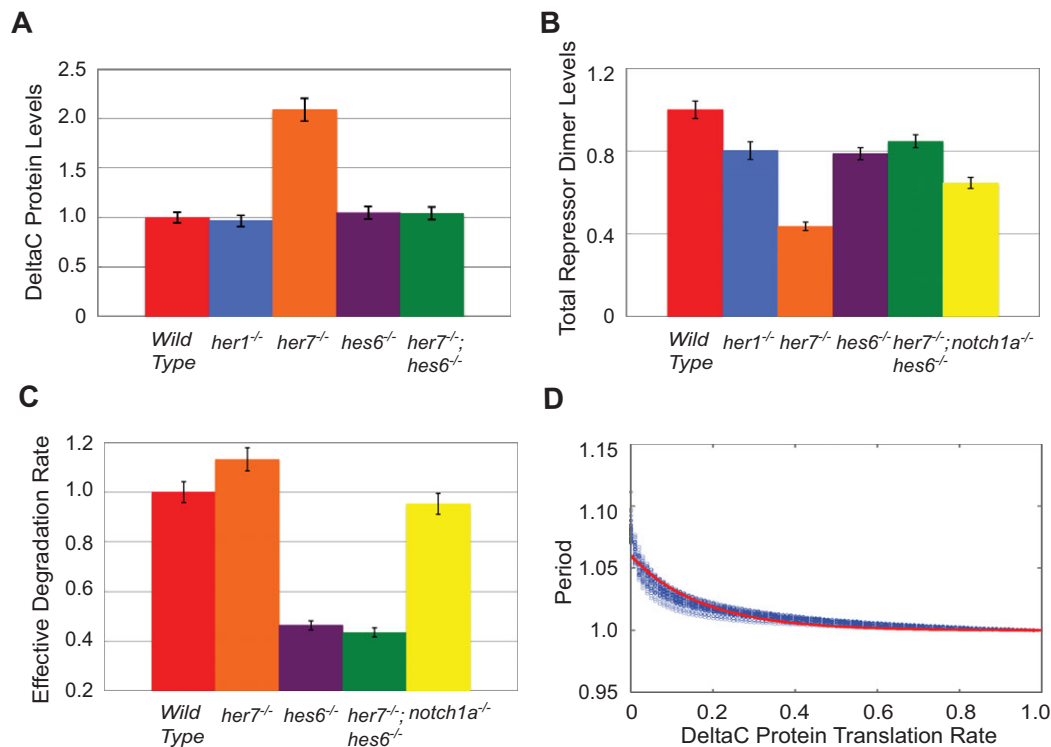 A
DeltaC Protein Levels
2.5
2.0
1.5
1.0
0.5
0
Wild Type
her1-/-
her7-/-
hes6-/-
her7-/-; hes6-/-
B
Total Repressor Dimer Levels
1.2
0.8
0.4
0
Wild Type
her1-/-
her7-/-
hes6-/-
her7-/-; hes6-/-
notch1a-/-
C
Effective Degradation Rate
1.2
1.0
0.8
0.6
0.4
0.2
Wild Type
her7-/-
hes6-/-
her7-/-; hes6-/-
notch1a-/-
D
Period
1.15
1.10
1.05
1.0
0.95
0
0.2
0.4
0.6
0.8
1.0
DeltaC Protein Translation Rate